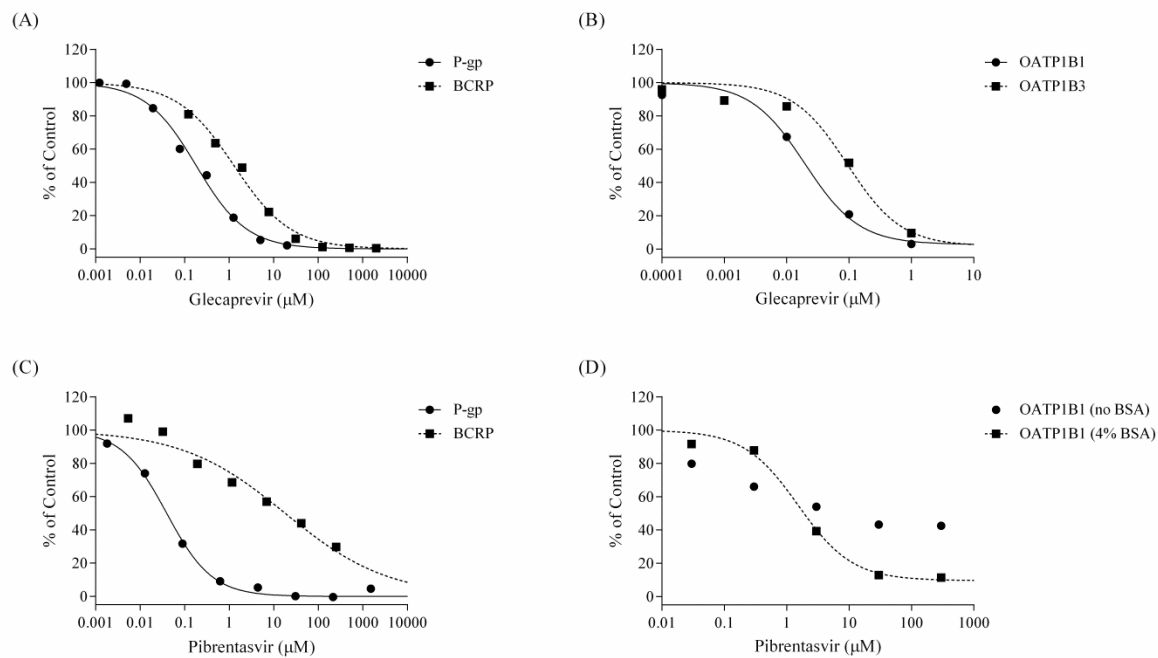 (A)
120
100
80
60
40
20
0
% of Control
0.001 0.01 0.1 1 10 100 1000 10000
Glecaprevir (μM)
P-gp
BCRP
(B)
120
100
80
60
40
20
0
% of Control
0.0001 0.001 0.01 0.1 1 10
Glecaprevir (μM)
OATP1B1
OATP1B3
(C)
120
100
80
60
40
20
0
% of Control
0.001 0.01 0.1 1 10 100 1000 10000
Pibrentasvir (μM)
P-gp
BCRP
(D)
120
100
80
60
40
20
0
% of Control
0.01 0.1 1 10 100 1000
Pibrentasvir (μM)
OATP1B1 (no BSA)
OATP1B1 (4% BSA)